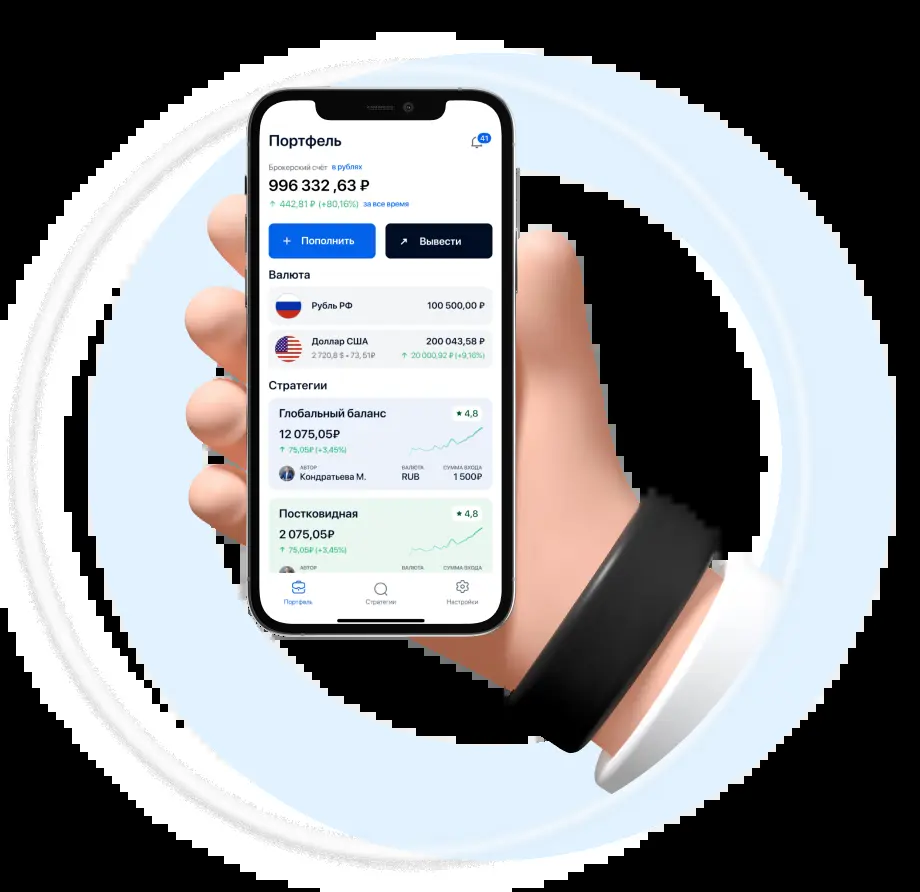 Портфель
41
Брокерский счёт в рублях
996 332 ,63 ₽
↑ 442,81 ₽ (+80,16%) за все время
+ Пополнить
↗ Вывести
Валюта
Рубль РФ 100 500,00 ₽
Доллар США 200 043,58 ₽
2 720,8 $ • 73,51₽ ↑ 20 000,92 ₽ (+9,16%)
Стратегии
Глобальный баланс ★ 4,8
12 075,05₽
↑ 75,05₽ (+3,45%)
АВТОР ВАЛЮТА СУММА ВХОДА
Кондратьева М. RUB 1 500₽
Постковидная ★ 4,8
2 075,05₽
↑ 75,05₽ (+3,45%)
АВТОР ВАЛЮТА СУММА ВХОДА
Портфель Стратегии Настройки